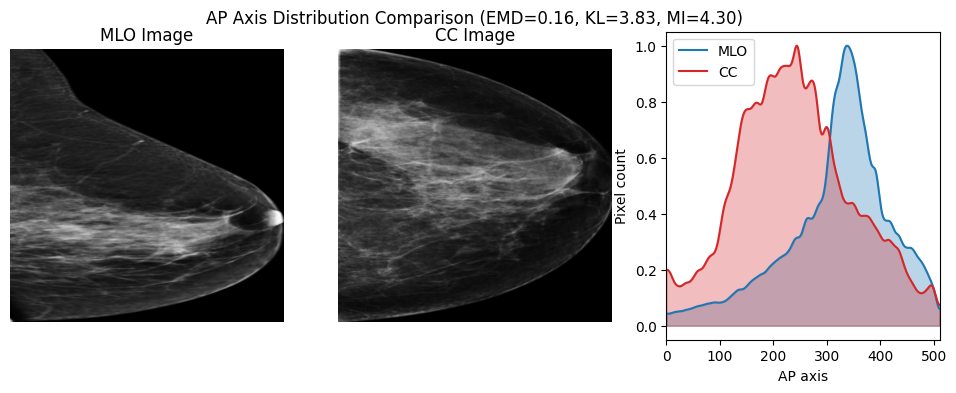 AP Axis Distribution Comparison (EMD=0.16, KL=3.83, MI=4.30)
MLO Image
CC Image
MLO
CC
1.0
0.8
0.6
0.4
0.2
0.0
Pixel count
0 100 200 300 400 500
AP axis